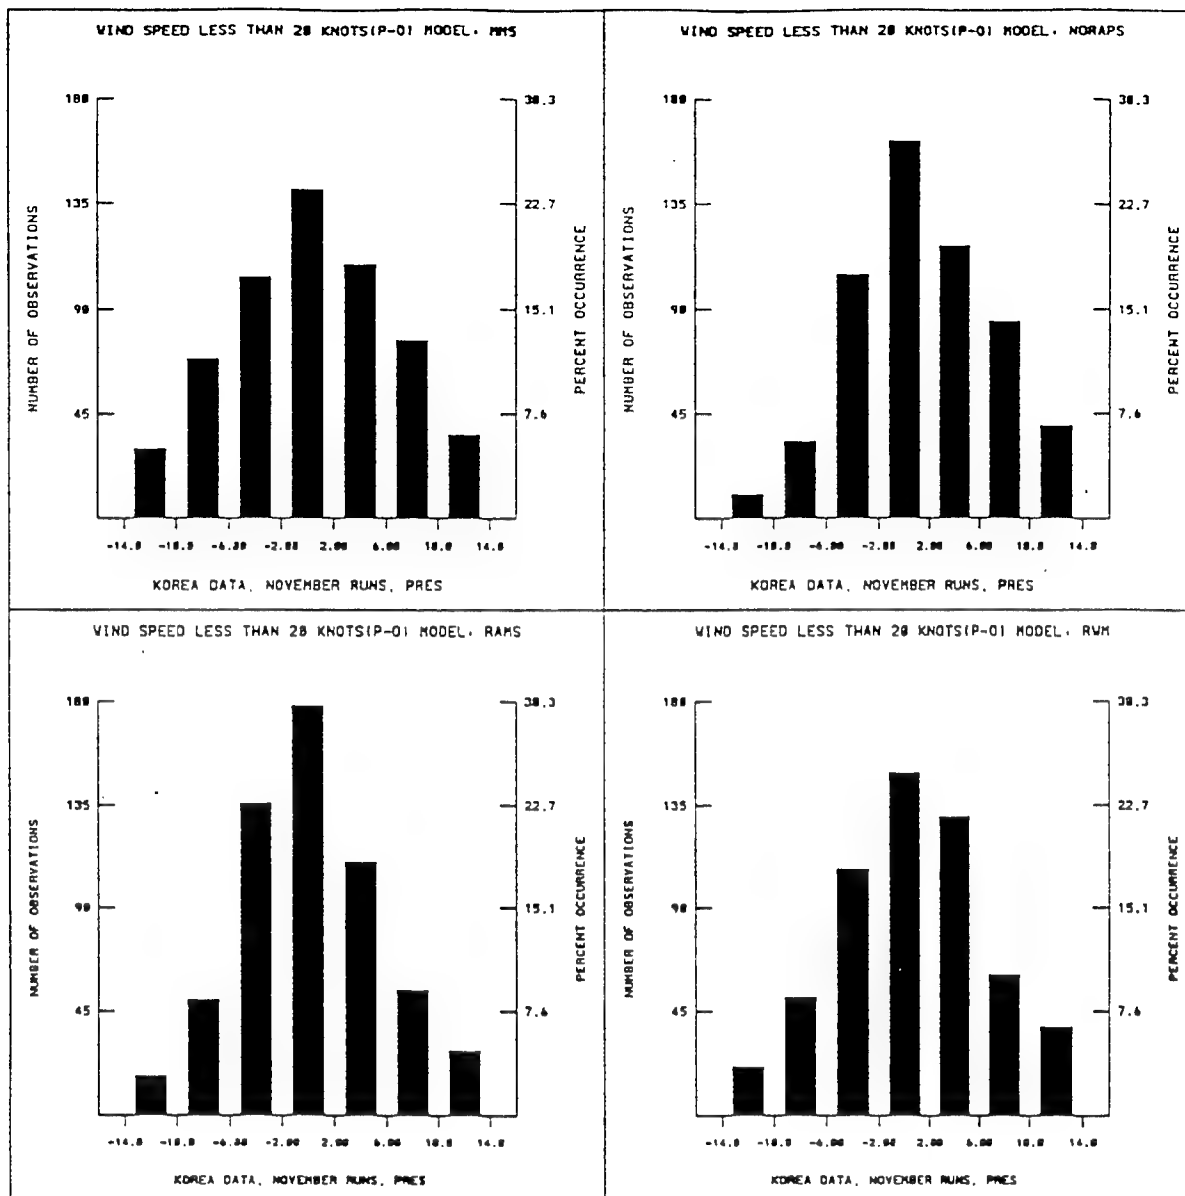 WIND SPEED LESS THAN 20 KNOTS(P-O) MODEL, MM5
180
135
90
45
38.3
22.7
15.1
7.6
NUMBER OF OBSERVATIONS
PERCENT OCCURRENCE
-14.0 -10.0 -6.00 -2.00 2.00 6.00 10.0 14.0
KOREA DATA, NOVEMBER RUNS, PRES
WIND SPEED LESS THAN 20 KNOTS(P-O) MODEL, NORAPS
180
135
90
45
38.3
22.7
15.1
7.6
NUMBER OF OBSERVATIONS
PERCENT OCCURRENCE
-14.0 -10.0 -6.00 -2.00 2.00 6.00 10.0 14.0
KOREA DATA, NOVEMBER RUNS, PRES
WIND SPEED LESS THAN 20 KNOTS(P-O) MODEL, RAMS
180
135
90
45
38.3
22.7
15.1
7.6
NUMBER OF OBSERVATIONS
PERCENT OCCURRENCE
-14.0 -10.0 -6.00 -2.00 2.00 6.00 10.0 14.0
KOREA DATA, NOVEMBER RUNS, PRES
WIND SPEED LESS THAN 20 KNOTS(P-O) MODEL, RWM
180
135
90
45
38.3
22.7
15.1
7.6
NUMBER OF OBSERVATIONS
PERCENT OCCURRENCE
-14.0 -10.0 -6.00 -2.00 2.00 6.00 10.0 14.0
KOREA DATA, NOVEMBER RUNS, PRES